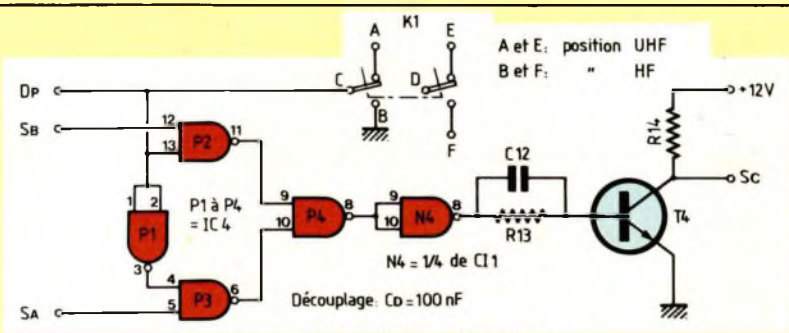 K1
A
E
A et E: position UHF
B et F: " HF
C
D
B
F
+12V
R14
Sc
DP
SB
12
13
P2
11
1
2
P1
3
P1 à P4
= IC 4
9
10
P4
8
9
10
N4
8
C12
R13
T4
N4 = 1/4 de CI 1
4
5
P3
6
SA
Découplage: CD = 100 nF